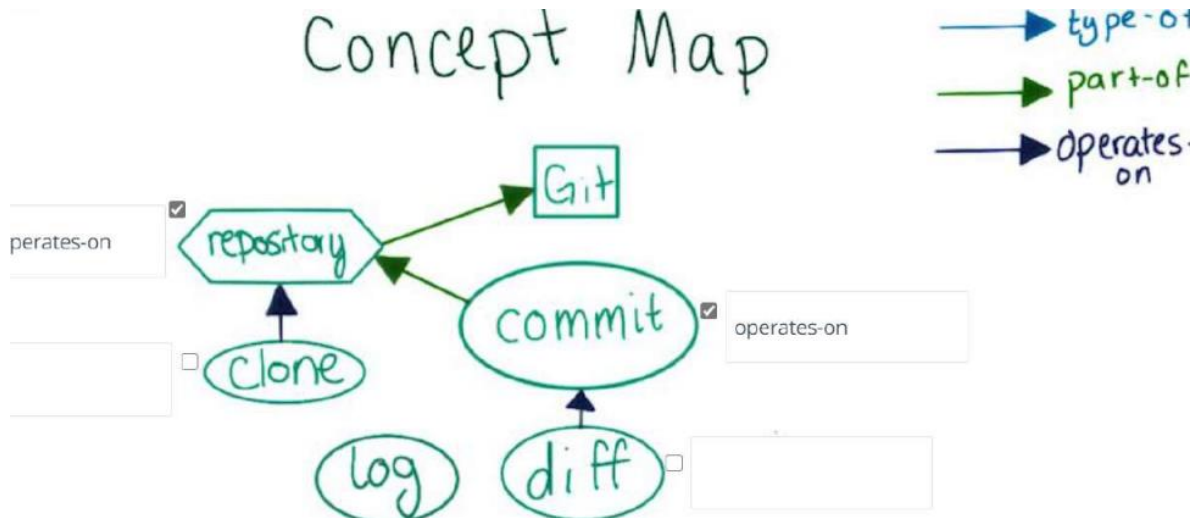 Concept Map
type-of
part-of
operates-
on
Git
perates-on
repository
commit
operates-on
clone
log
diff